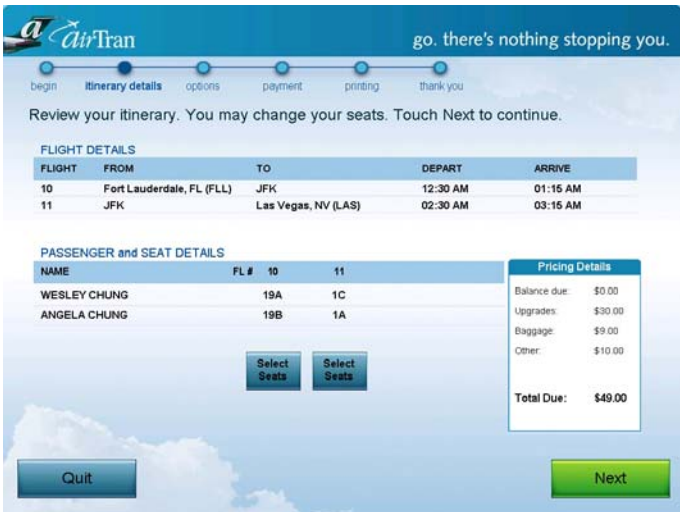 a airTran
go. there's nothing stopping you.
begin itinerary details options payment printing thank you
Review your itinerary. You may change your seats. Touch Next to continue.
FLIGHT DETAILS
FLIGHT FROM TO DEPART ARRIVE
10 Fort Lauderdale, FL (FLL) JFK 12:30 AM 01:15 AM
11 JFK Las Vegas, NV (LAS) 02:30 AM 03:15 AM
PASSENGER and SEAT DETAILS
NAME FL # 10 11
WESLEY CHUNG 19A 1C
ANGELA CHUNG 19B 1A
Select Seats
Select Seats
Pricing Details
Balance due: $0.00
Upgrades: $30.00
Baggage: $9.00
Other: $10.00
Total Due: $49.00
Quit
Next